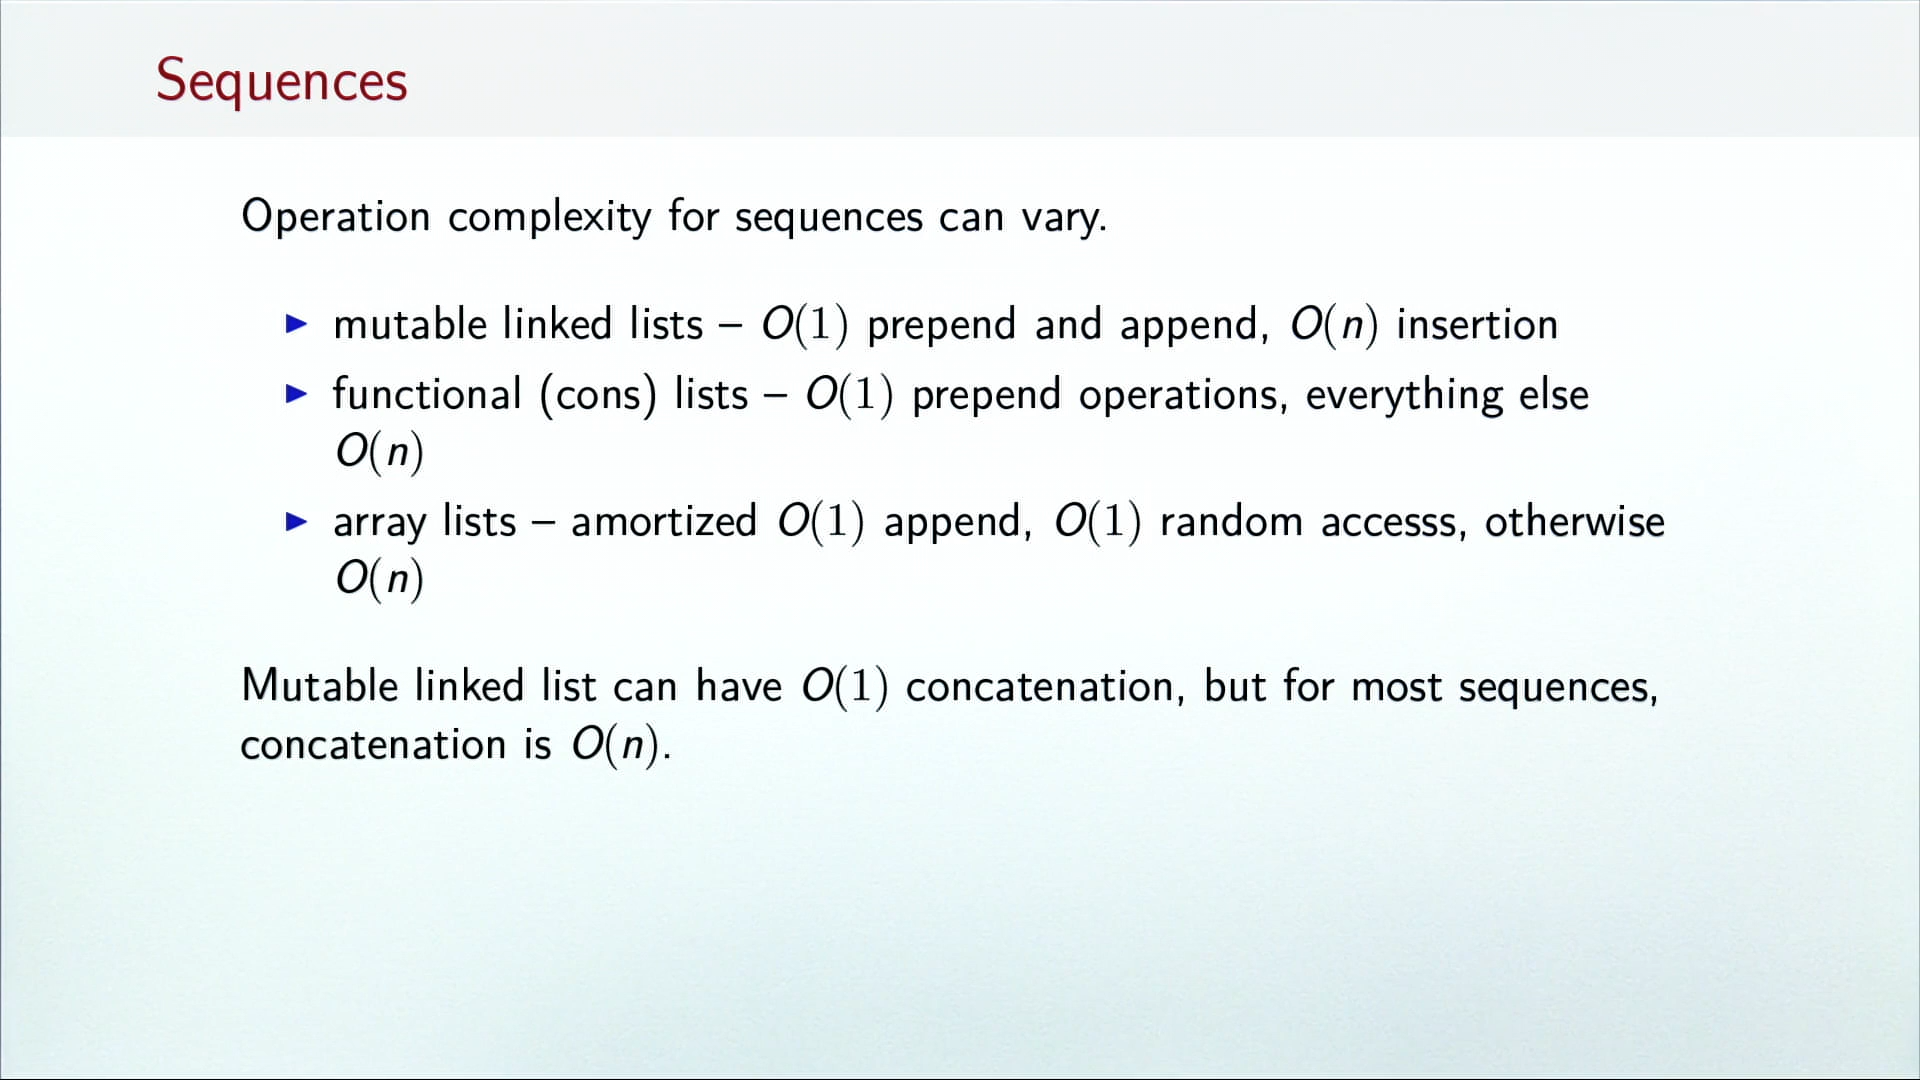 Sequences
Operation complexity for sequences can vary.
▶ mutable linked lists – O(1) prepend and append, O(n) insertion
▶ functional (cons) lists – O(1) prepend operations, everything else
O(n)
▶ array lists – amortized O(1) append, O(1) random accesss, otherwise
O(n)
Mutable linked list can have O(1) concatenation, but for most sequences,
concatenation is O(n).